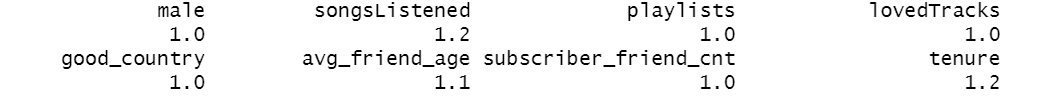 male songsListened playlists lovedTracks
1.0 1.2 1.0 1.0
good_country avg_friend_age subscriber_friend_cnt tenure
1.0 1.1 1.0 1.2